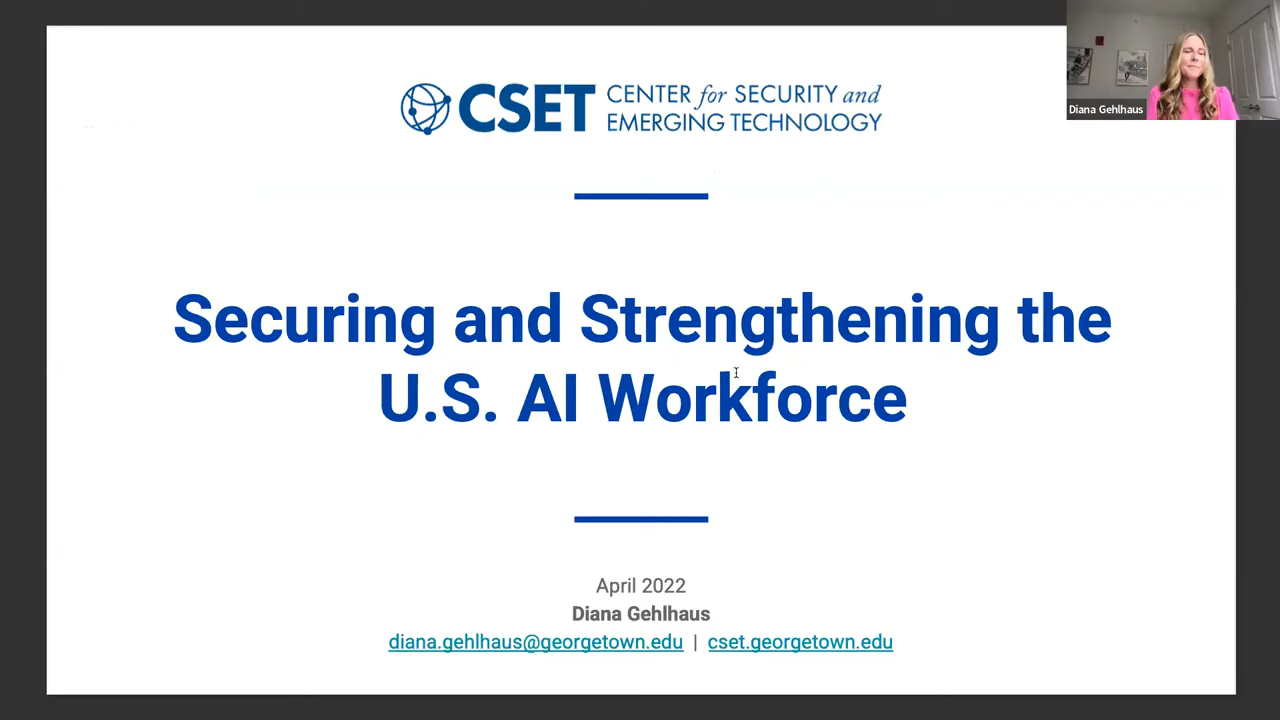 CSET CENTER for SECURITY and
EMERGING TECHNOLOGY
Diana Gehlhaus
Securing and Strengthening the
U.S. AI Workforce
April 2022
Diana Gehlhaus
diana.gehlhaus@georgetown.edu | cset.georgetown.edu